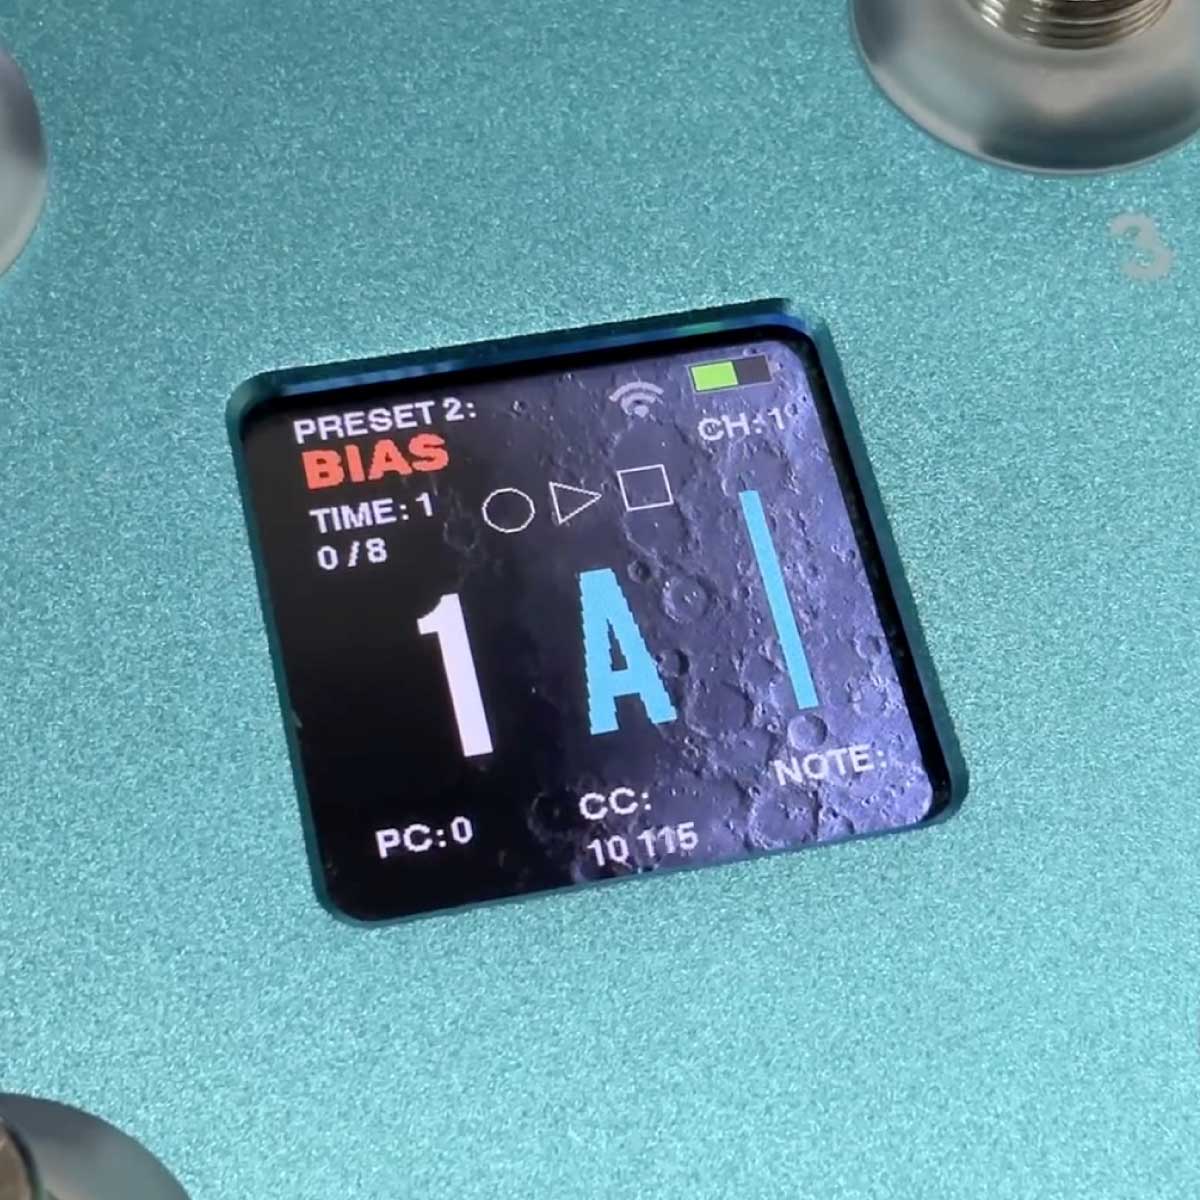 3
PRESET 2:
BIAS
CH:1
TIME: 1
0/8
1 A
NOTE:
PC:0
CC:
10 115